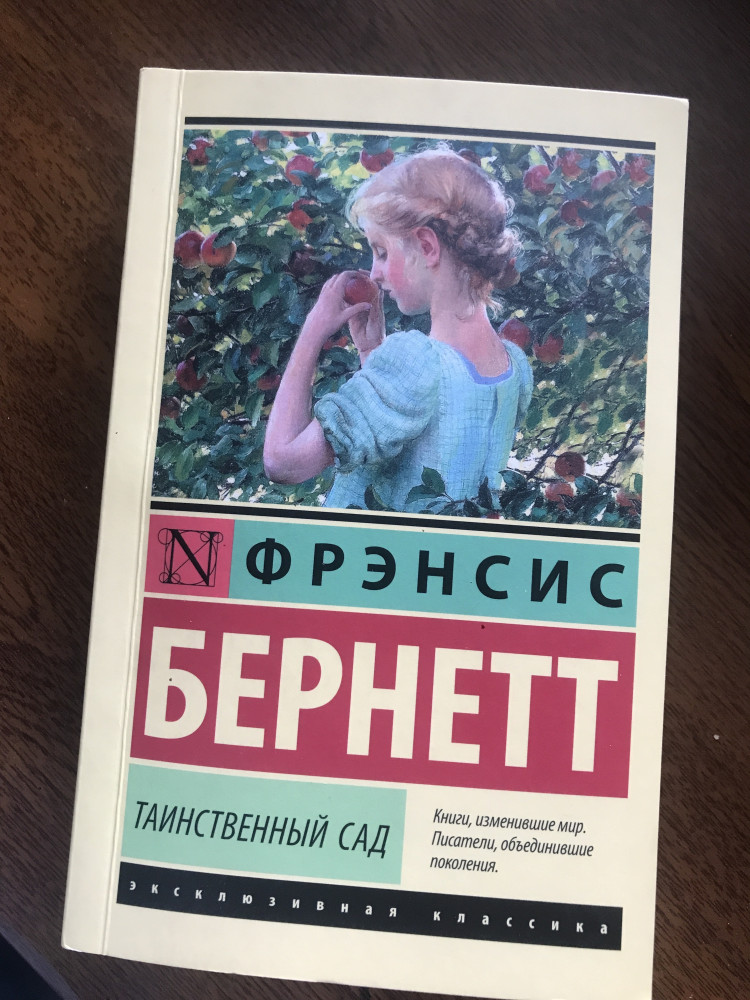 N
ФРЭНСИС
БЕРНЕТТ
ТАИНСТВЕННЫЙ САД
Книги, изменившие мир.
Писатели, объединившие
поколения.
эксклюзивная классика